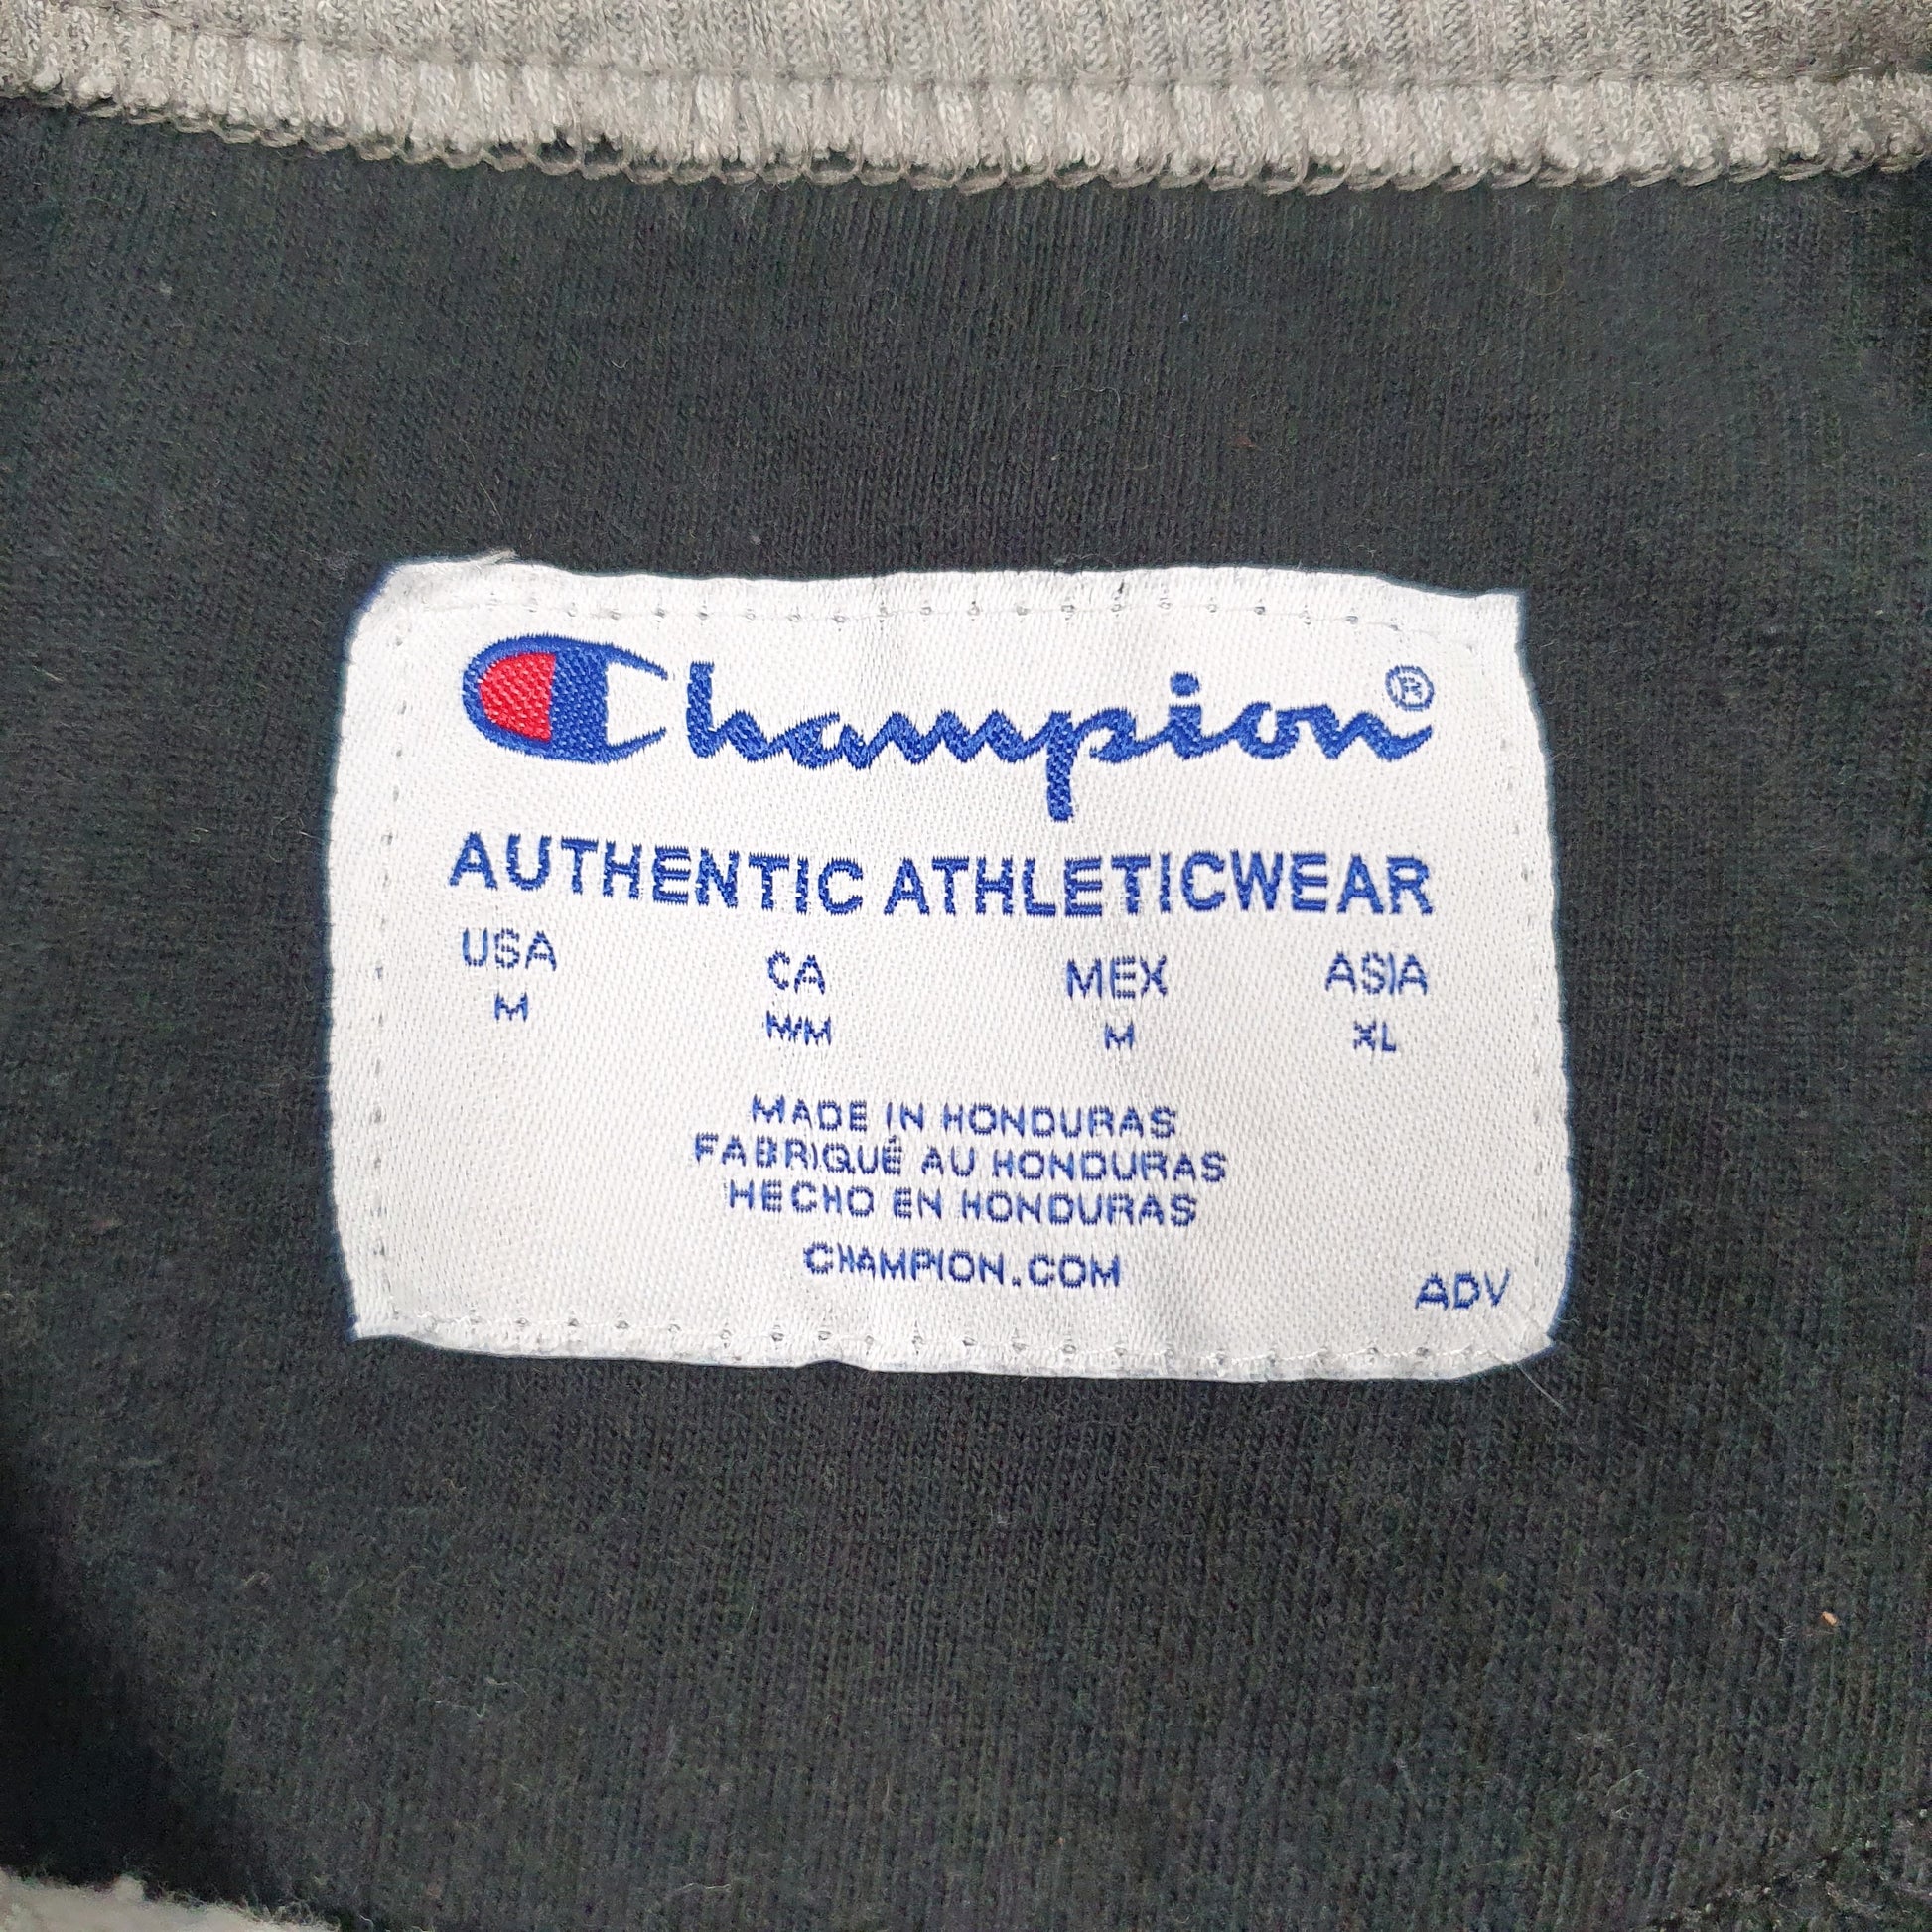 Champion®
AUTHENTIC ATHLETICWEAR
USA CA MEX ASIA
M M/M M XL
MADE IN HONDURAS
FABRIQUÉ AU HONDURAS
HECHO EN HONDURAS
CHAMPION.COM
ADV